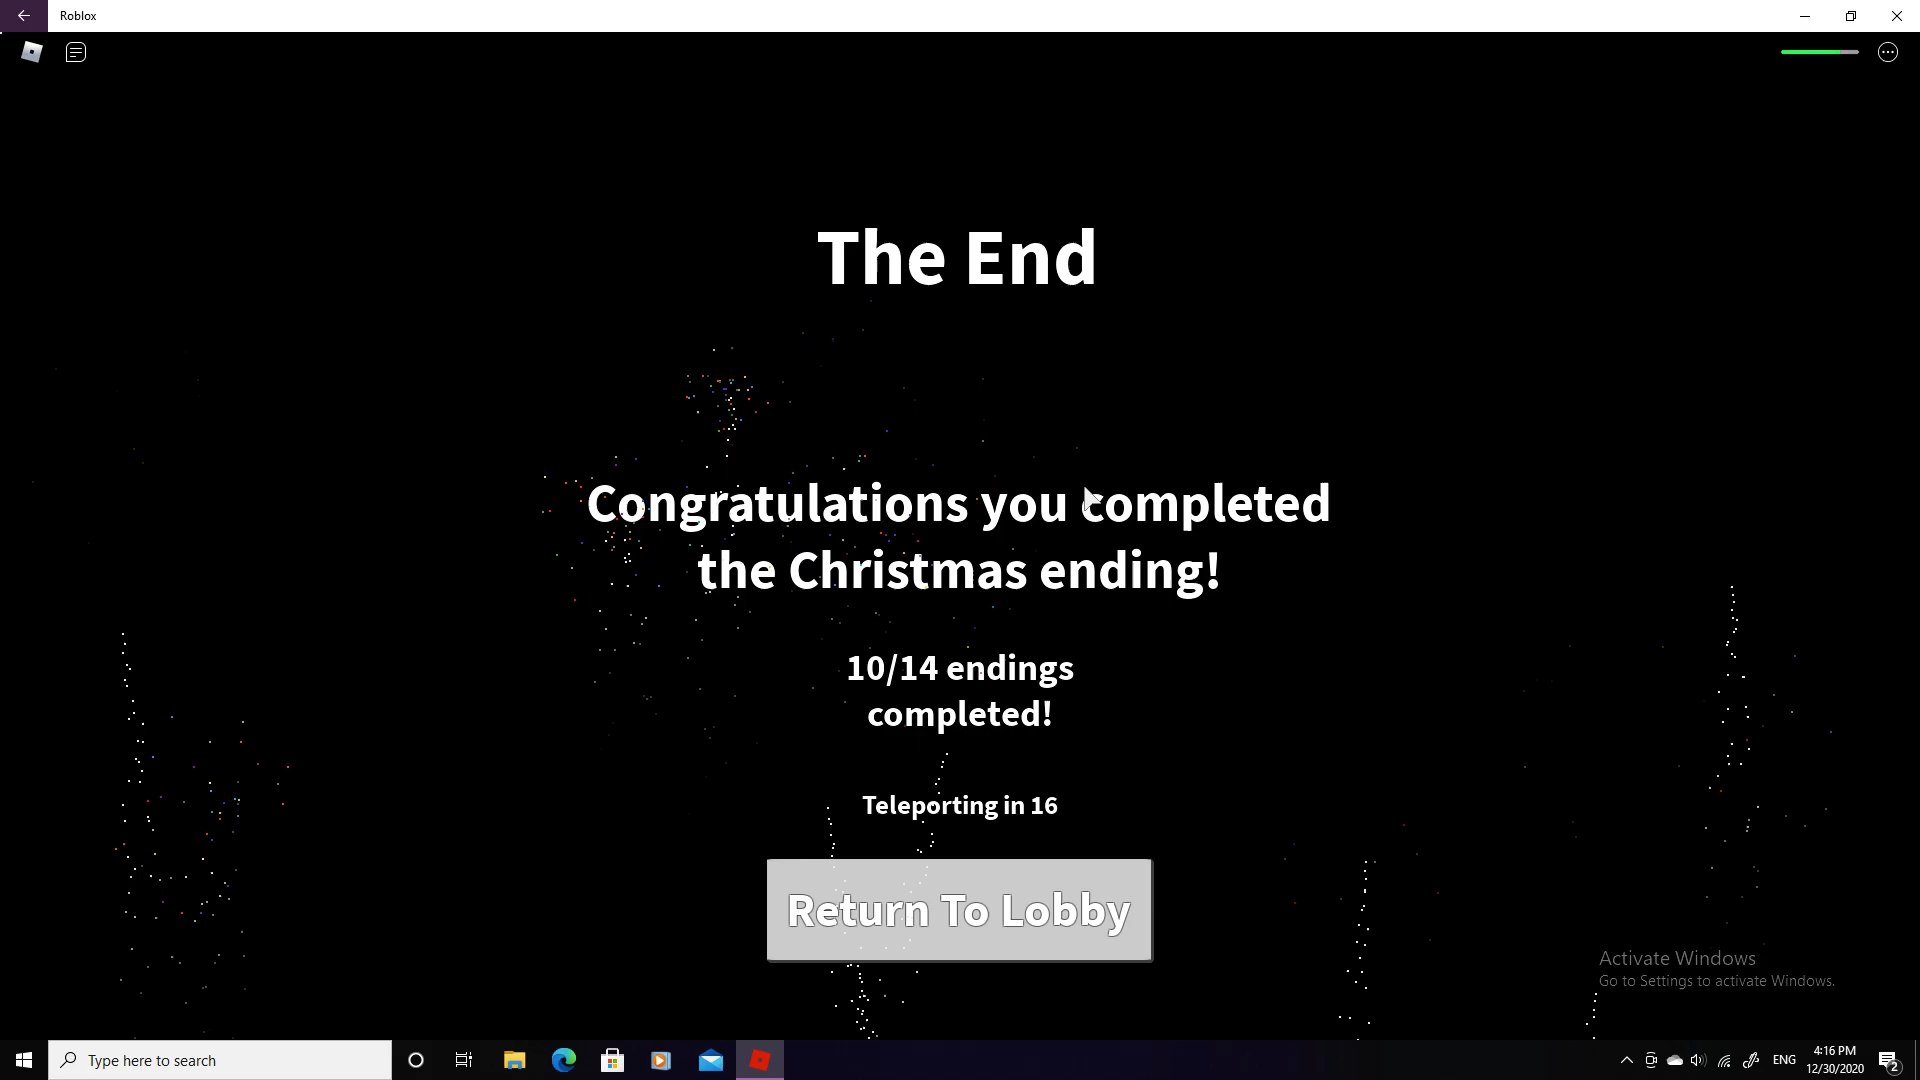 Roblox
The End
Congratulations you completed
the Christmas ending!
10/14 endings
completed!
Teleporting in 16
Return To Lobby
Activate Windows
Go to Settings to activate Windows.
Type here to search
ENG
4:16 PM
12/30/2020
2